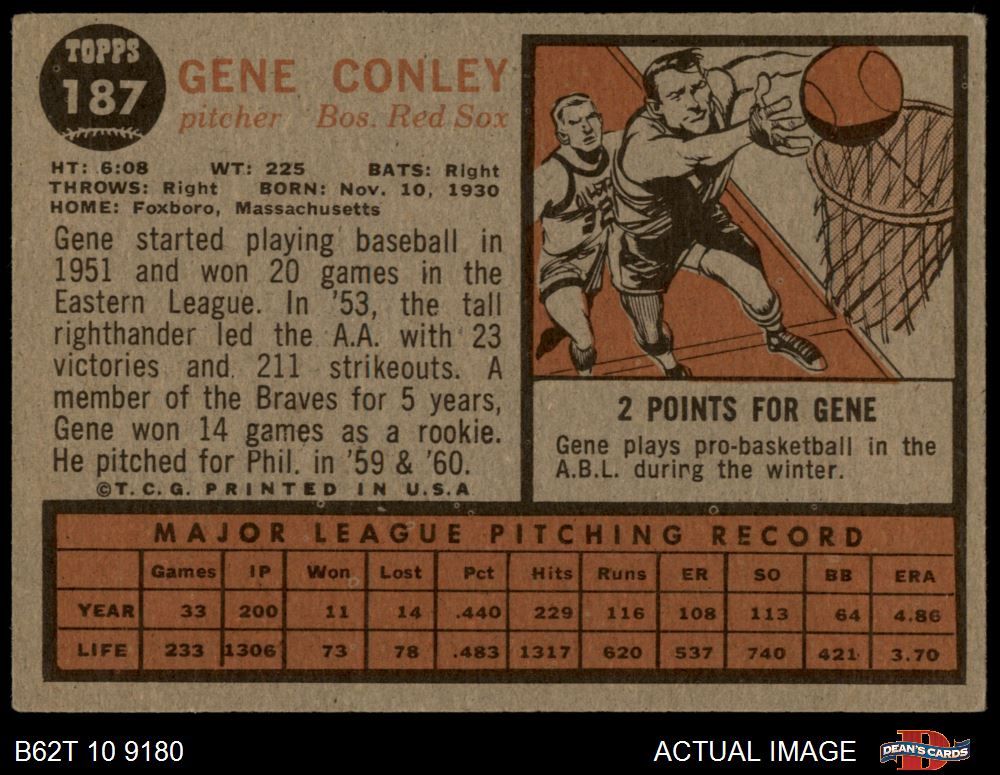 TOPPS
187
GENE CONLEY
pitcher Bos. Red Sox
HT: 6:08 WT: 225 BATS: Right
THROWS: Right BORN: Nov. 10, 1930
HOME: Foxboro, Massachusetts
Gene started playing baseball in
1951 and won 20 games in the
Eastern League. In '53, the tall
righthander led the A.A. with 23
victories and 211 strikeouts. A
member of the Braves for 5 years,
Gene won 14 games as a rookie.
He pitched for Phil. in '59 & '60.
©T.C.G. PRINTED IN U.S.A
2 POINTS FOR GENE
Gene plays pro-basketball in the
A.B.L. during the winter.
MAJOR LEAGUE PITCHING RECORD
Games IP Won Lost Pct Hits Runs ER SO BB ERA
YEAR 33 200 11 14 .440 229 116 108 113 64 4.86
LIFE 233 1306 73 78 .483 1317 620 537 740 421 3.70
B62T 10 9180
ACTUAL IMAGE
DEAN'S CARDS